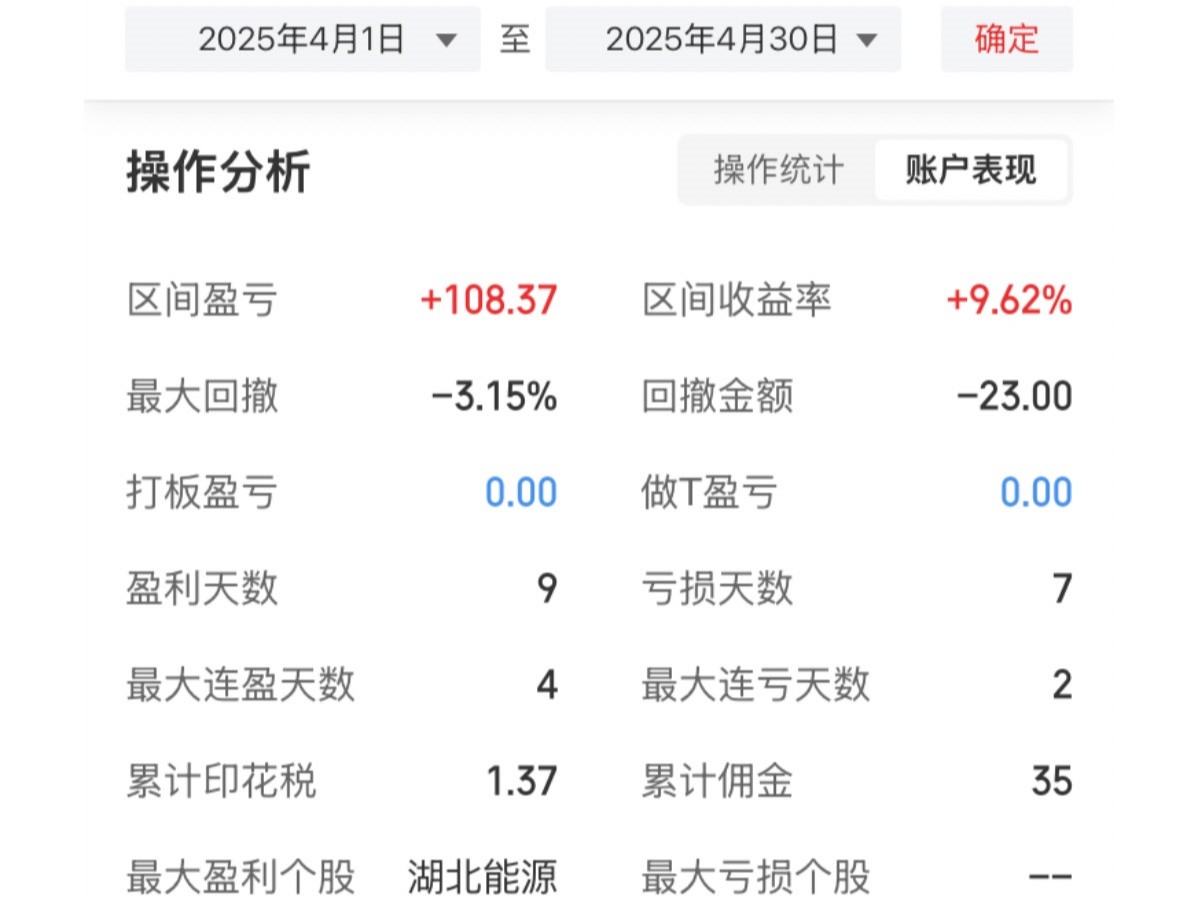 2025年4月1日 ▼ 至 2025年4月30日 ▼ 确定
操作分析 操作统计 账户表现
区间盈亏 +108.37 区间收益率 +9.62%
最大回撤 -3.15% 回撤金额 -23.00
打板盈亏 0.00 做T盈亏 0.00
盈利天数 9 亏损天数 7
最大连盈天数 4 最大连亏天数 2
累计印花税 1.37 累计佣金 35
最大盈利个股 湖北能源 最大亏损个股 --